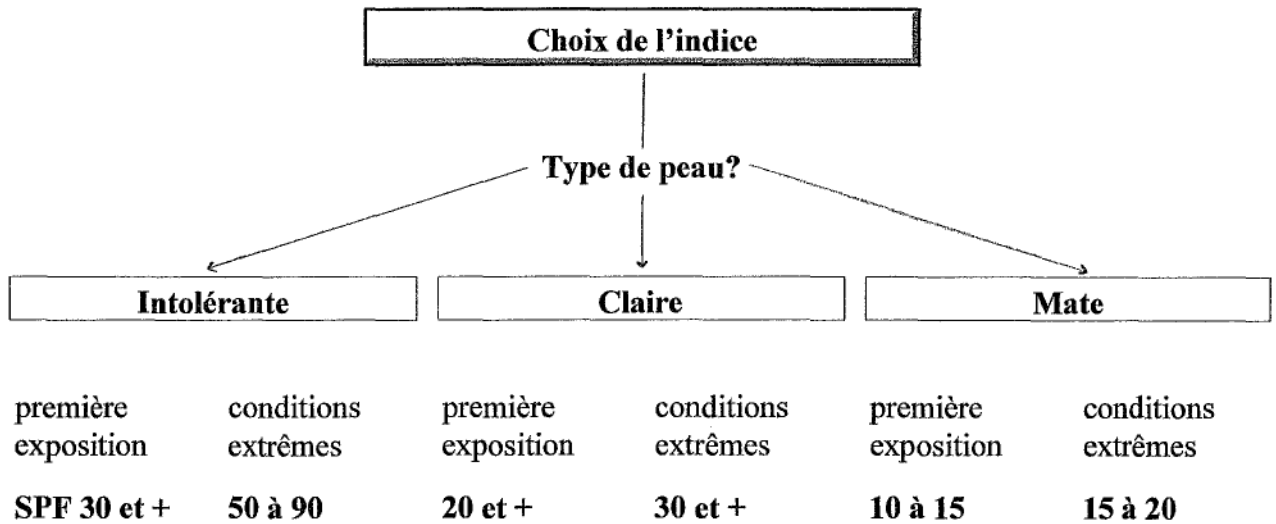 Choix de l'indice
Type de peau?
Intolérante Claire Mate
première conditions première conditions première conditions
exposition extrêmes exposition extrêmes exposition extrêmes
SPF 30 et + 50 à 90 20 et + 30 et + 10 à 15 15 à 20